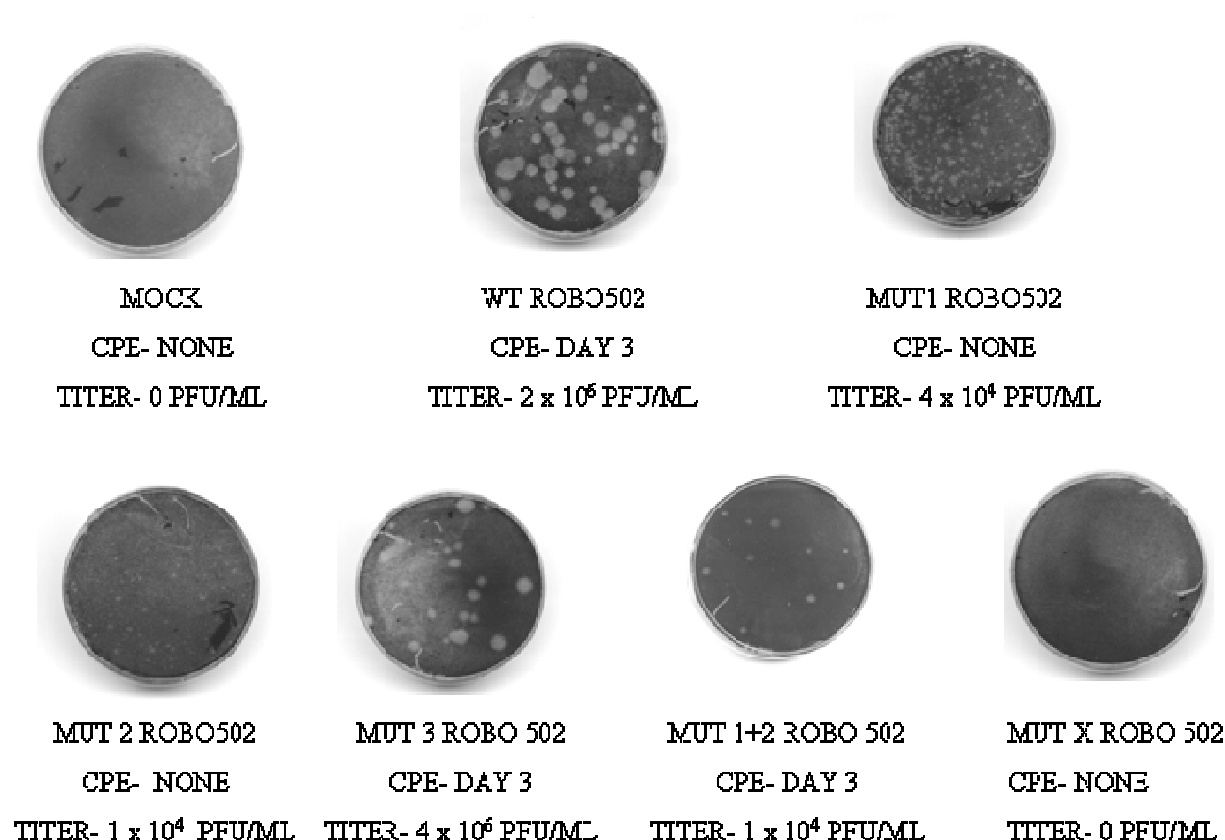 MOCK
CPE- NONE
TITER- 0 PFU/ML
WT ROBO502
CPE- DAY 3
TITER- 2 x 10⁶ PFU/ML
MUT1 ROBO502
CPE- NONE
TITER- 4 x 10⁴ PFU/ML
MUT 2 ROBO502
CPE- NONE
TITER- 1 x 10⁴ PFU/ML
MUT 3 ROBO 502
CPE- DAY 3
TITER- 4 x 10⁶ PFU/ML
MUT 1+2 ROBO 502
CPE- DAY 3
TITER- 1 x 10⁴ PFU/ML
MUT X ROBO 502
CPE- NONE
TITER- 0 PFU/ML